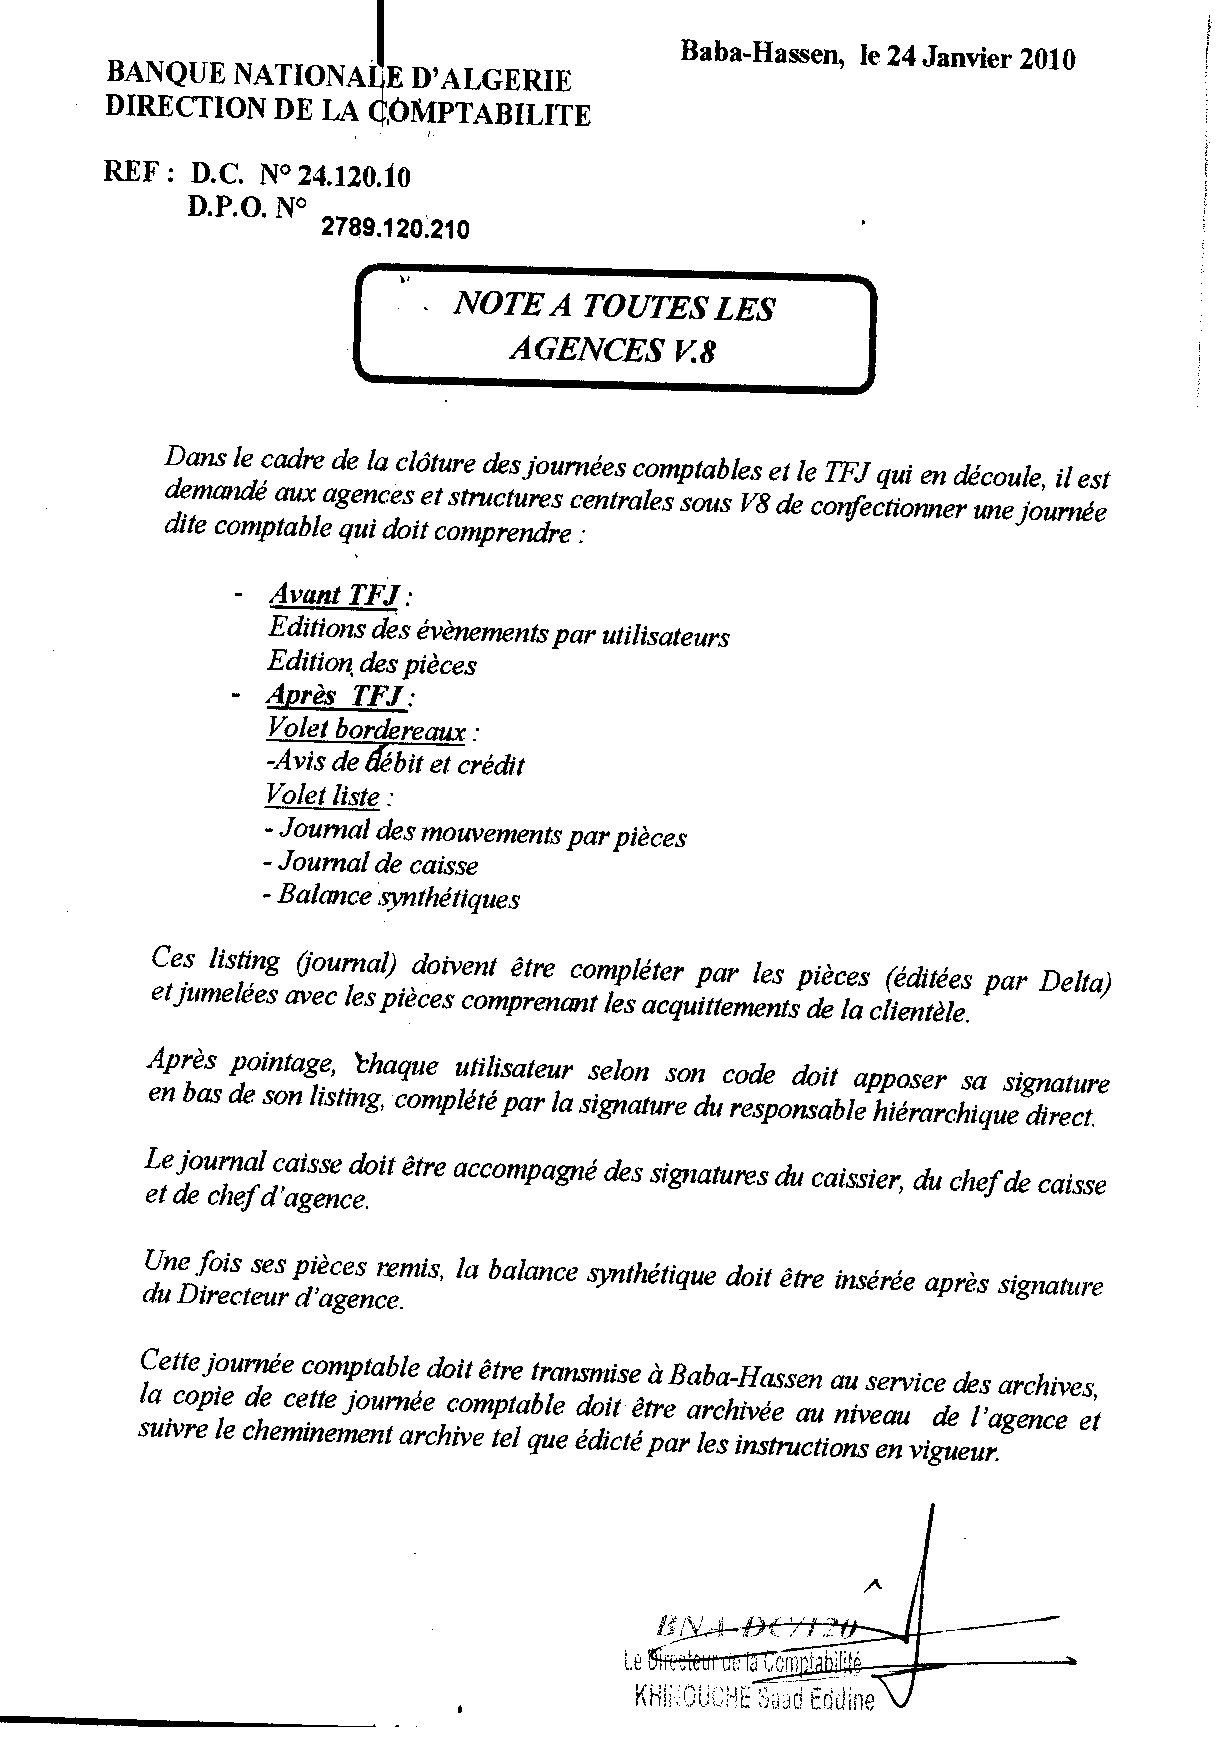 Baba-Hassen, le 24 Janvier 2010
BANQUE NATIONALE D'ALGERIE
DIRECTION DE LA COMPTABILITE
REF : D.C. N° 24.120.10
D.P.O. N° 2789.120.210
NOTE A TOUTES LES
AGENCES V.8
Dans le cadre de la clôture des journées comptables et le TFJ qui en découle, il est
demandé aux agences et structures centrales sous V8 de confectionner une journée
dite comptable qui doit comprendre :
- Avant TFJ :
Editions des évènements par utilisateurs
Edition des pièces
- Après TFJ :
Volet bordereaux :
-Avis de débit et crédit
Volet liste :
- Journal des mouvements par pièces
- Journal de caisse
- Balance synthétiques
Ces listing (journal) doivent être compléter par les pièces (éditées par Delta)
et jumelées avec les pièces comprenant les acquittements de la clientèle.
Après pointage, chaque utilisateur selon son code doit apposer sa signature
en bas de son listing, complété par la signature du responsable hiérarchique direct.
Le journal caisse doit être accompagné des signatures du caissier, du chef de caisse
et de chef d'agence.
Une fois ses pièces remis, la balance synthétique doit être insérée après signature
du Directeur d'agence.
Cette journée comptable doit être transmise à Baba-Hassen au service des archives,
la copie de cette journée comptable doit être archivée au niveau de l'agence et
suivre le cheminement archive tel que édicté par les instructions en vigueur.
BNA-DC/120
Le Directeur de la Comptabilité
Saad Eddine